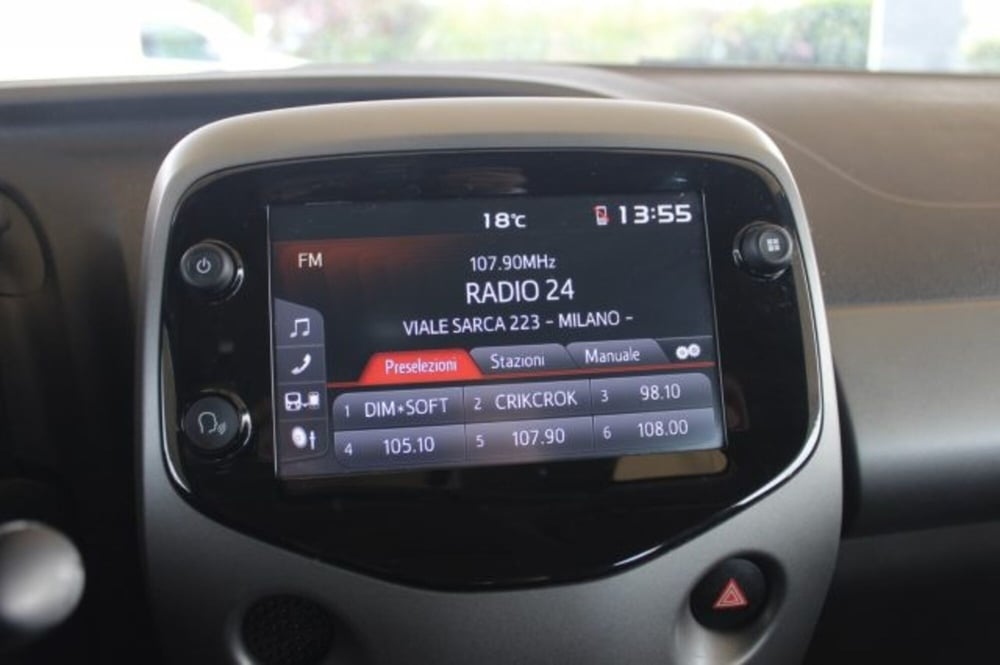 18°C 13:55
FM
107.90MHz
RADIO 24
VIALE SARCA 223 - MILANO -
Preselezioni Stazioni Manuale
1 DIM+SOFT 2 CRIKCROK 3 98.10
4 105.10 5 107.90 6 108.00